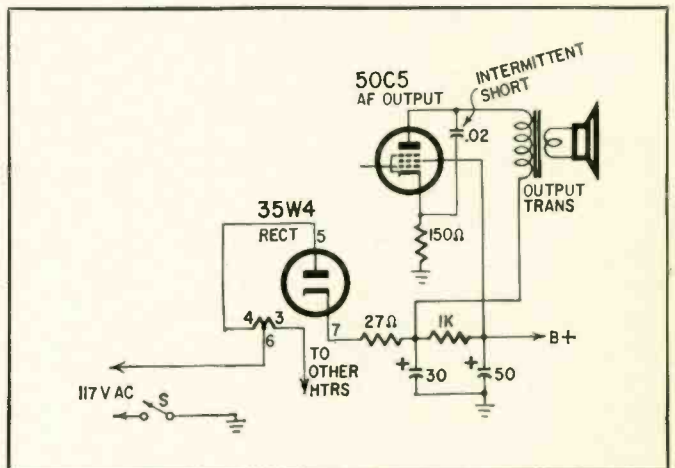 50C5
AF OUTPUT
INTERMITTENT
SHORT
.02
OUTPUT
TRANS
35W4
RECT
5
150Ω
4
3
6
7
27Ω
1K
B+
TO
OTHER
HTRS
+
30
+
50
117 V AC
S